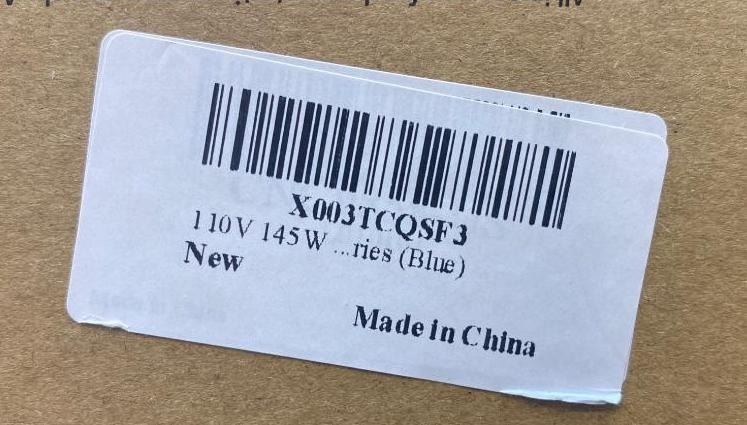 X003TCQSF3
110V 145W ...ries (Blue)
New
Made in China